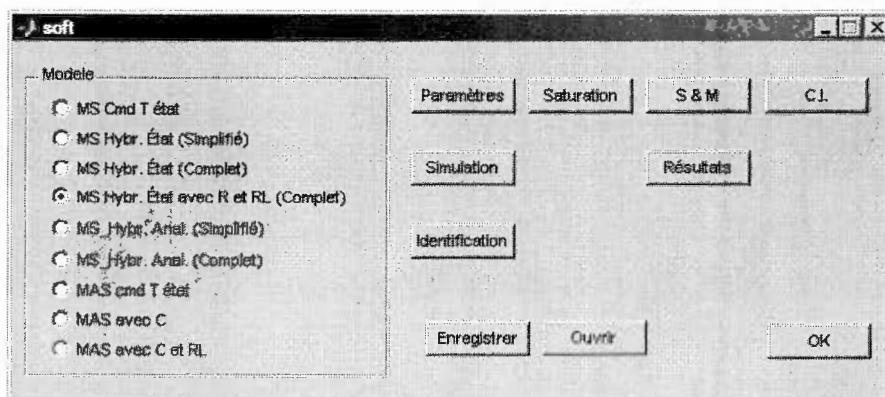 soft
Modele
MS Cmd T état
MS Hybr. État (Simplifié)
MS Hybr. État (Complet)
MS Hybr. État avec R et RL (Complet)
MS_Hybr. Anal. (Simplifié)
MS_Hybr. Anal. (Complet)
MAS cmd T état
MAS avec C
MAS avec C et RL
Paramètres
Saturation
S & M
C.I.
Simulation
Résultats
Identification
Enregistrer
Ouvrir
OK